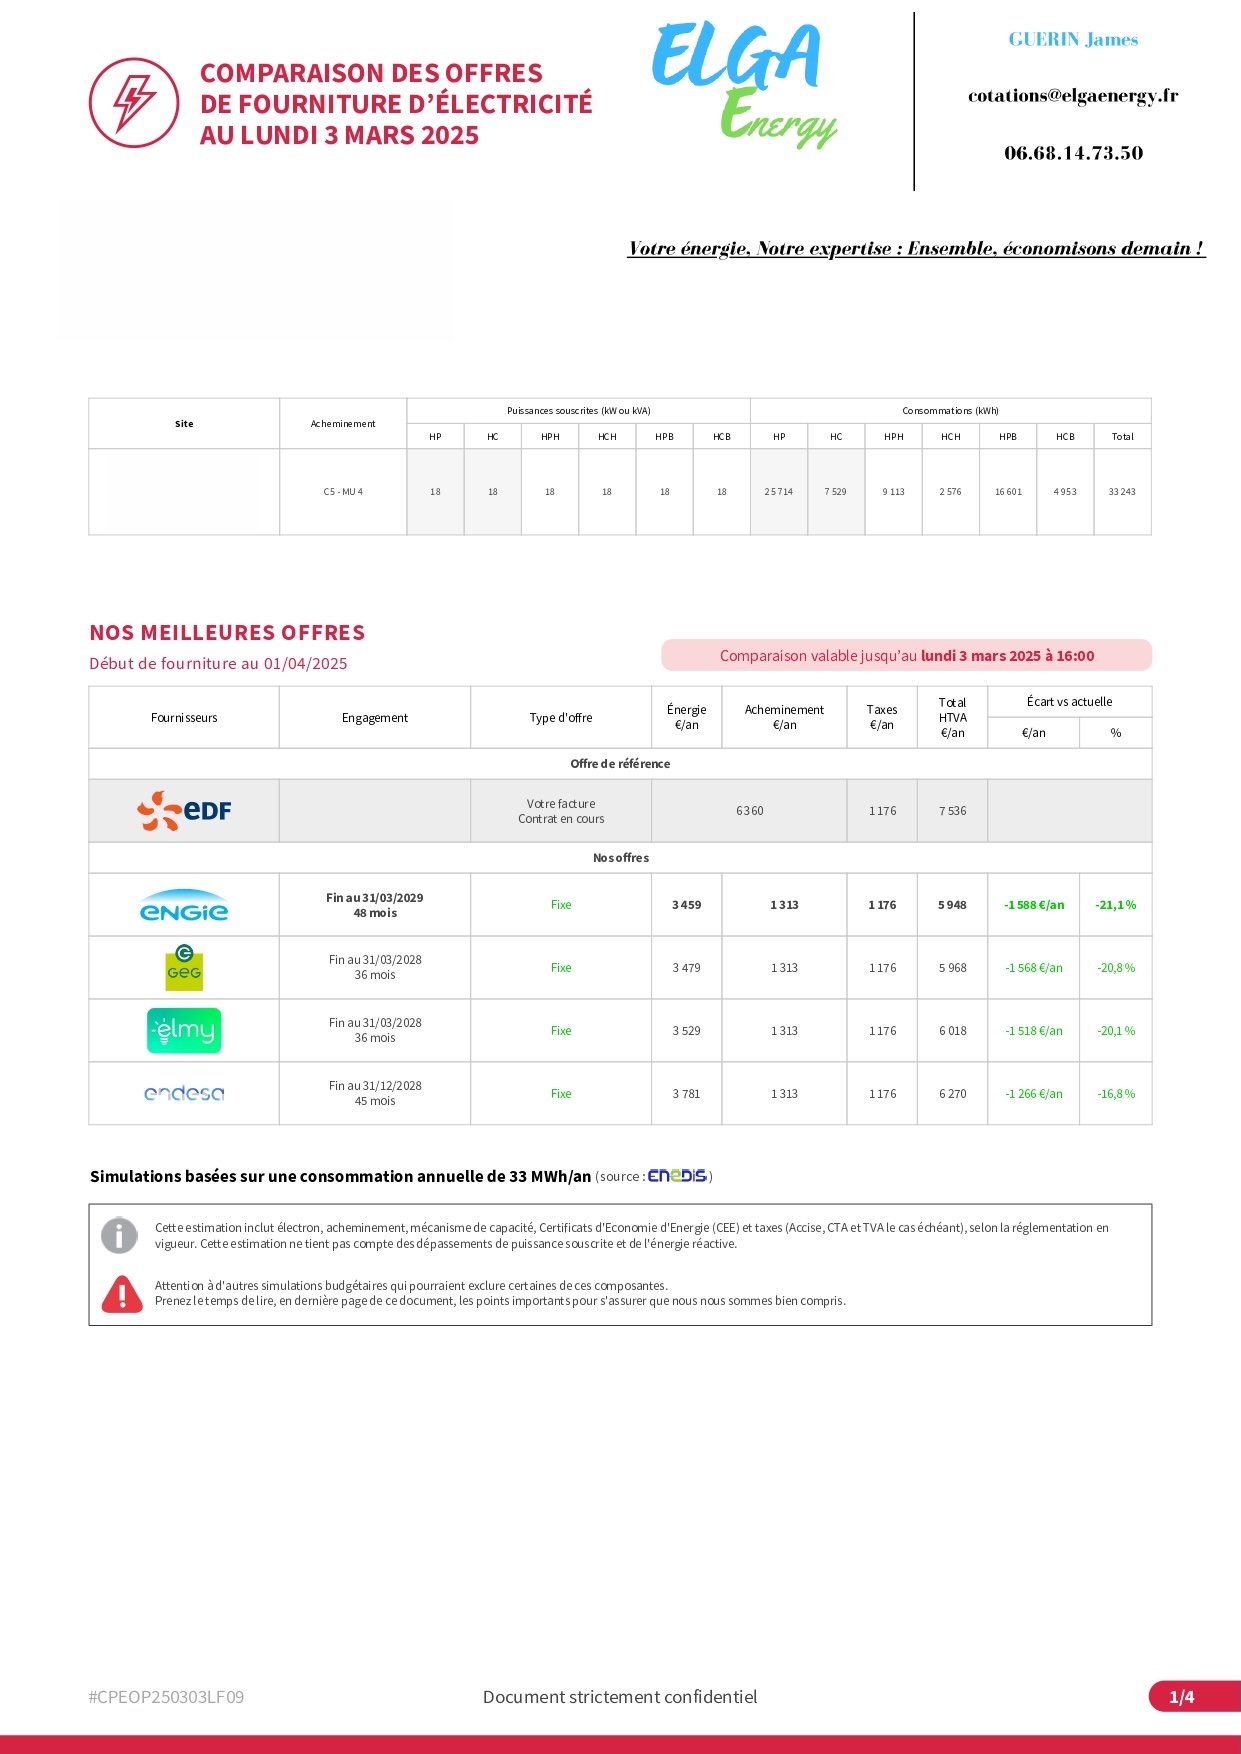 COMPARAISON DES OFFRES
DE FOURNITURE D'ÉLECTRICITÉ
AU LUNDI 3 MARS 2025
ELGA
Energy
GUERIN James
cotations@elgaenergy.fr
06.68.14.73.50
Votre énergie, Notre expertise : Ensemble, économisons demain !
Site Acheminement Puissances souscrites (kW ou kVA) Consommations (kWh)
HP HC HPH HCH HPB HCB HP HC HPH HCH HPB HCB Total
C5 - MU4 18 18 18 18 18 18 25 714 7 529 9 113 2 576 16 601 4 953 33 243
NOS MEILLEURES OFFRES
Début de fourniture au 01/04/2025
Comparaison valable jusqu'au lundi 3 mars 2025 à 16:00
Fournisseurs Engagement Type d'offre Énergie €/an Acheminement €/an Taxes €/an Total HTVA €/an Écart vs actuelle
€/an %
Offre de référence
edF Votre facture Contrat en cours 6 360 1 176 7 536
Nos offres
ENGIE Fin au 31/03/2029 48 mois Fixe 3 459 1 313 1 176 5 948 -1 588 €/an -21,1 %
GEG Fin au 31/03/2028 36 mois Fixe 3 479 1 313 1 176 5 968 -1 568 €/an -20,8 %
elmy Fin au 31/03/2028 36 mois Fixe 3 529 1 313 1 176 6 018 -1 518 €/an -20,1 %
endesa Fin au 31/12/2028 45 mois Fixe 3 781 1 313 1 176 6 270 -1 266 €/an -16,8 %
Simulations basées sur une consommation annuelle de 33 MWh/an (source : ENEDIS)
Cette estimation inclut électron, acheminement, mécanisme de capacité, Certificats d'Economie d'Energie (CEE) et taxes (Accise, CTA et TVA le cas échéant), selon la réglementation en
vigueur. Cette estimation ne tient pas compte des dépassements de puissance souscrite et de l'énergie réactive.
Attention à d'autres simulations budgétaires qui pourraient exclure certaines de ces composantes.
Prenez le temps de lire, en dernière page de ce document, les points importants pour s'assurer que nous nous sommes bien compris.
#CPEOP250303LF09
Document strictement confidentiel
1/4